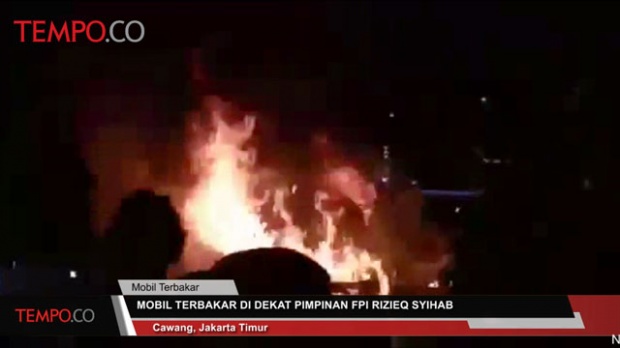 TEMPO.CO
Mobil Terbakar
MOBIL TERBAKAR DI DEKAT PIMPINAN FPI RIZIEQ SYIHAB
TEMPO.CO
Cawang, Jakarta Timur
N